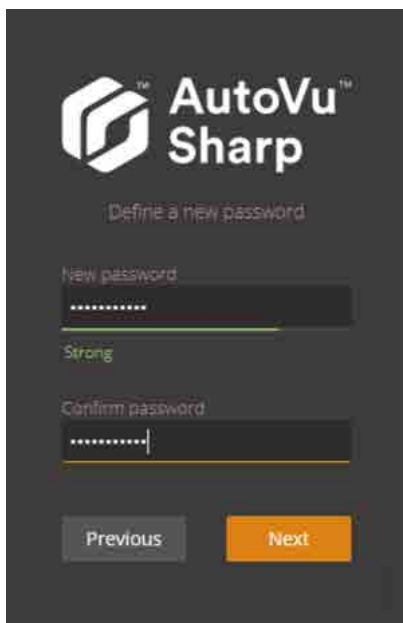 AutoVu™
Sharp
Define a new password
New password
•••••••••••
Strong
Confirm password
•••••••••••
Previous
Next